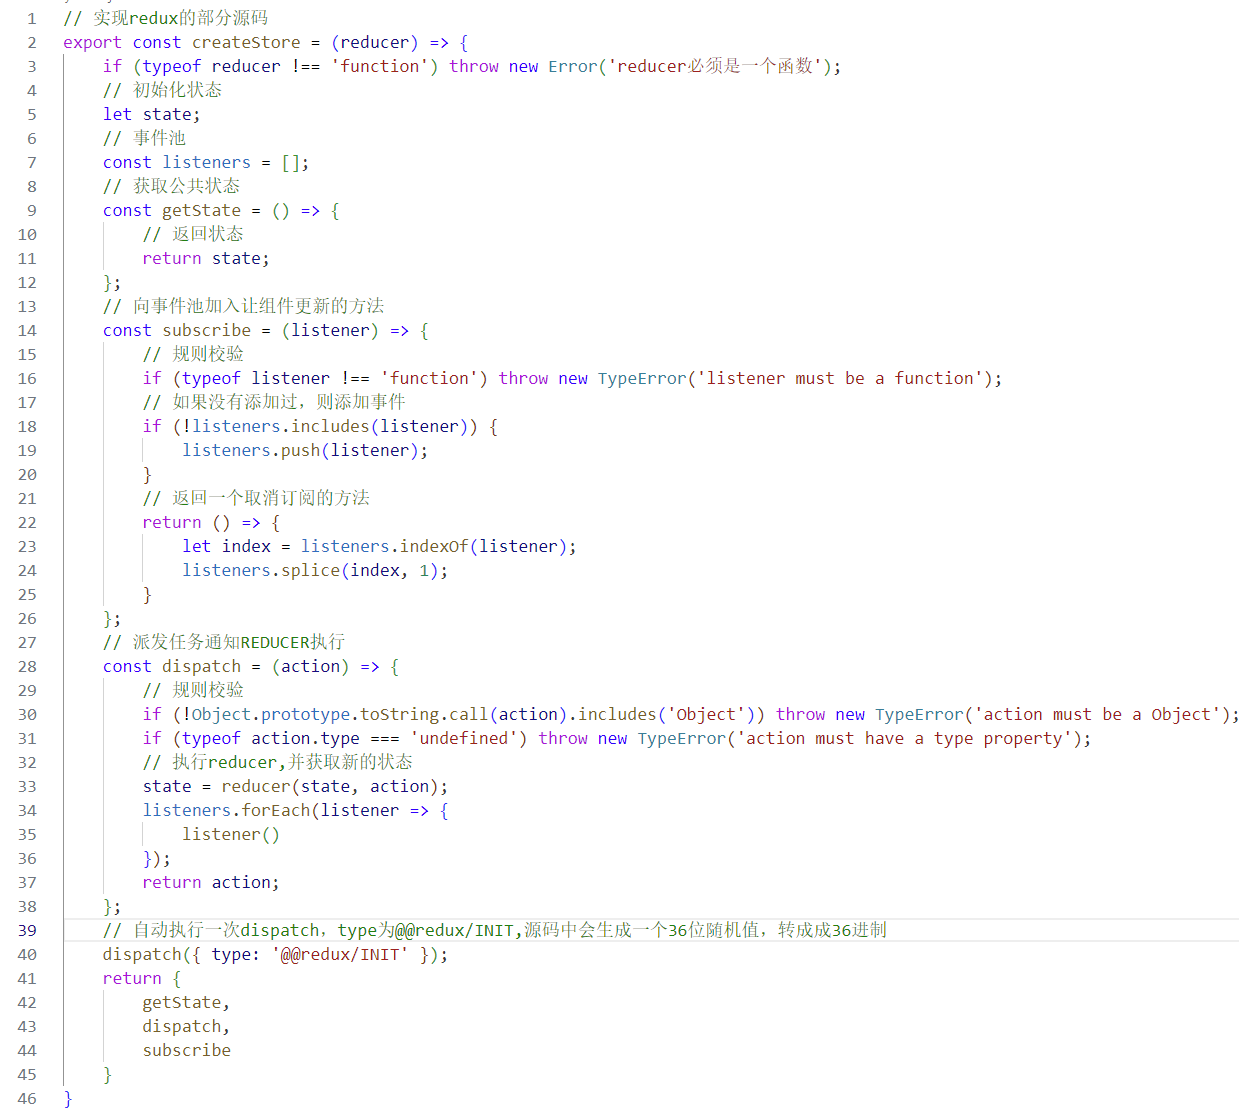 1 // 实现redux的部分源码
2 export const createStore = (reducer) => {
3 if (typeof reducer !== 'function') throw new Error('reducer必须是一个函数');
4 // 初始化状态
5 let state;
6 // 事件池
7 const listeners = [];
8 // 获取公共状态
9 const getState = () => {
10 // 返回状态
11 return state;
12 };
13 // 向事件池加入让组件更新的方法
14 const subscribe = (listener) => {
15 // 规则校验
16 if (typeof listener !== 'function') throw new TypeError('listener must be a function');
17 // 如果没有添加过，则添加事件
18 if (!listeners.includes(listener)) {
19 listeners.push(listener);
20 }
21 // 返回一个取消订阅的方法
22 return () => {
23 let index = listeners.indexOf(listener);
24 listeners.splice(index, 1);
25 }
26 };
27 // 派发任务通知REDUCER执行
28 const dispatch = (action) => {
29 // 规则校验
30 if (!Object.prototype.toString.call(action).includes('Object')) throw new TypeError('action must be a Object');
31 if (typeof action.type === 'undefined') throw new TypeError('action must have a type property');
32 // 执行reducer,并获取新的状态
33 state = reducer(state, action);
34 listeners.forEach(listener => {
35 listener()
36 });
37 return action;
38 };
39 // 自动执行一次dispatch，type为@@redux/INIT,源码中会生成一个36位随机值，转成成36进制
40 dispatch({ type: '@@redux/INIT' });
41 return {
42 getState,
43 dispatch,
44 subscribe
45 }
46 }